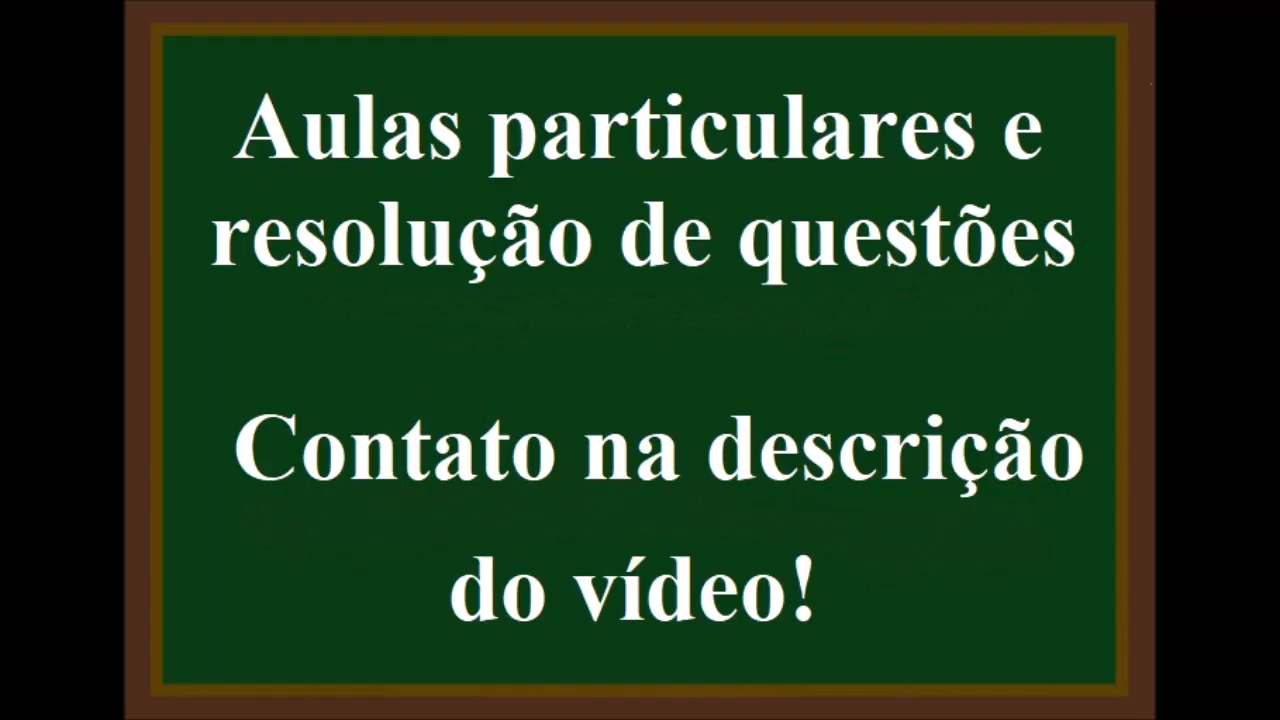 Aulas particulares e
resolução de questões
Contato na descrição
do vídeo!